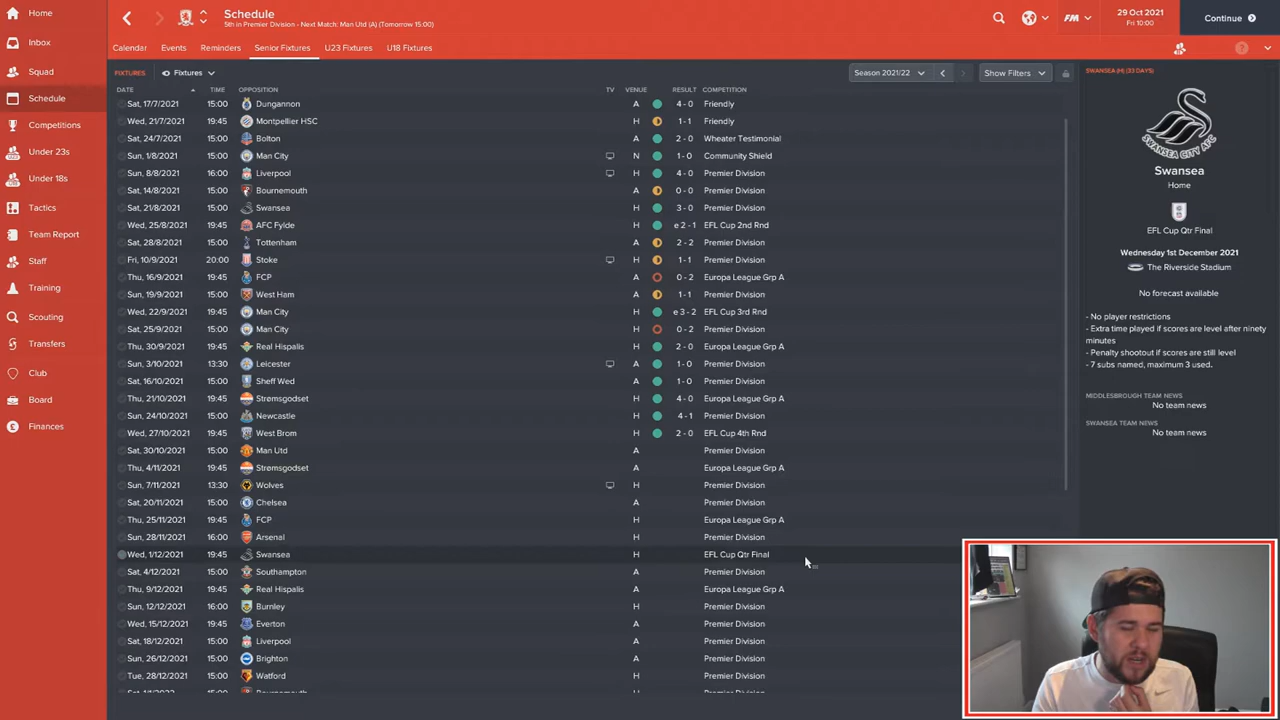 Home
Inbox
Squad
Schedule
Competitions
Under 23s
Under 18s
Tactics
Team Report
Staff
Training
Scouting
Transfers
Club
Board
Finances
Schedule
5th in Premier Division - Next Match: Man Utd (A) (Tomorrow 15:00)
FM
29 Oct 2021
Fri 10:00
Continue
Calendar Events Reminders Senior Fixtures U23 Fixtures U18 Fixtures
FIXTURES Fixtures Season 2021/22 Show Filters
DATE TIME OPPOSITION TV VENUE RESULT COMPETITION
Sat, 17/7/2021 15:00 Dungannon A 4 - 0 Friendly
Wed, 21/7/2021 19:45 Montpellier HSC H 1 - 1 Friendly
Sat, 24/7/2021 15:00 Bolton A 2 - 0 Wheater Testimonial
Sun, 1/8/2021 15:00 Man City N 1 - 0 Community Shield
Sun, 8/8/2021 16:00 Liverpool H 4 - 0 Premier Division
Sat, 14/8/2021 15:00 Bournemouth A 0 - 0 Premier Division
Sat, 21/8/2021 15:00 Swansea H 3 - 0 Premier Division
Wed, 25/8/2021 19:45 AFC Fylde H e 2 - 1 EFL Cup 2nd Rnd
Sat, 28/8/2021 15:00 Tottenham A 2 - 2 Premier Division
Fri, 10/9/2021 20:00 Stoke H 1 - 1 Premier Division
Thu, 16/9/2021 19:45 FCP A 0 - 2 Europa League Grp A
Sun, 19/9/2021 15:00 West Ham A 1 - 1 Premier Division
Wed, 22/9/2021 19:45 Man City H e 3 - 2 EFL Cup 3rd Rnd
Sat, 25/9/2021 15:00 Man City H 0 - 2 Premier Division
Thu, 30/9/2021 19:45 Real Hispalis H 2 - 0 Europa League Grp A
Sun, 3/10/2021 13:30 Leicester A 1 - 0 Premier Division
Sat, 16/10/2021 15:00 Sheff Wed A 1 - 0 Premier Division
Thu, 21/10/2021 19:45 Strømsgodset H 4 - 0 Europa League Grp A
Sun, 24/10/2021 15:00 Newcastle H 4 - 1 Premier Division
Wed, 27/10/2021 19:45 West Brom H 2 - 0 EFL Cup 4th Rnd
Sat, 30/10/2021 15:00 Man Utd A Premier Division
Thu, 4/11/2021 19:45 Strømsgodset A Europa League Grp A
Sun, 7/11/2021 13:30 Wolves H Premier Division
Sat, 20/11/2021 15:00 Chelsea A Premier Division
Thu, 25/11/2021 19:45 FCP H Europa League Grp A
Sun, 28/11/2021 16:00 Arsenal H Premier Division
Wed, 1/12/2021 19:45 Swansea H EFL Cup Qtr Final
Sat, 4/12/2021 15:00 Southampton A Premier Division
Thu, 9/12/2021 19:45 Real Hispalis A Europa League Grp A
Sun, 12/12/2021 16:00 Burnley H Premier Division
Wed, 15/12/2021 19:45 Everton A Premier Division
Sat, 18/12/2021 15:00 Liverpool A Premier Division
Sun, 26/12/2021 15:00 Brighton A Premier Division
Tue, 28/12/2021 15:00 Watford H Premier Division
Sat, 1/1/2022 15:00 Bournemouth H Premier Division
SWANSEA (H) (33 DAYS)
SWANSEA CITY AFC
Swansea
Home
EFL Cup Qtr Final
Wednesday 1st December 2021
The Riverside Stadium
No forecast available
- No player restrictions
- Extra time played if scores are level after ninety
minutes
- Penalty shootout if scores are still level
- 7 subs named, maximum 3 used.
MIDDLESBROUGH TEAM NEWS
No team news
SWANSEA TEAM NEWS
No team news